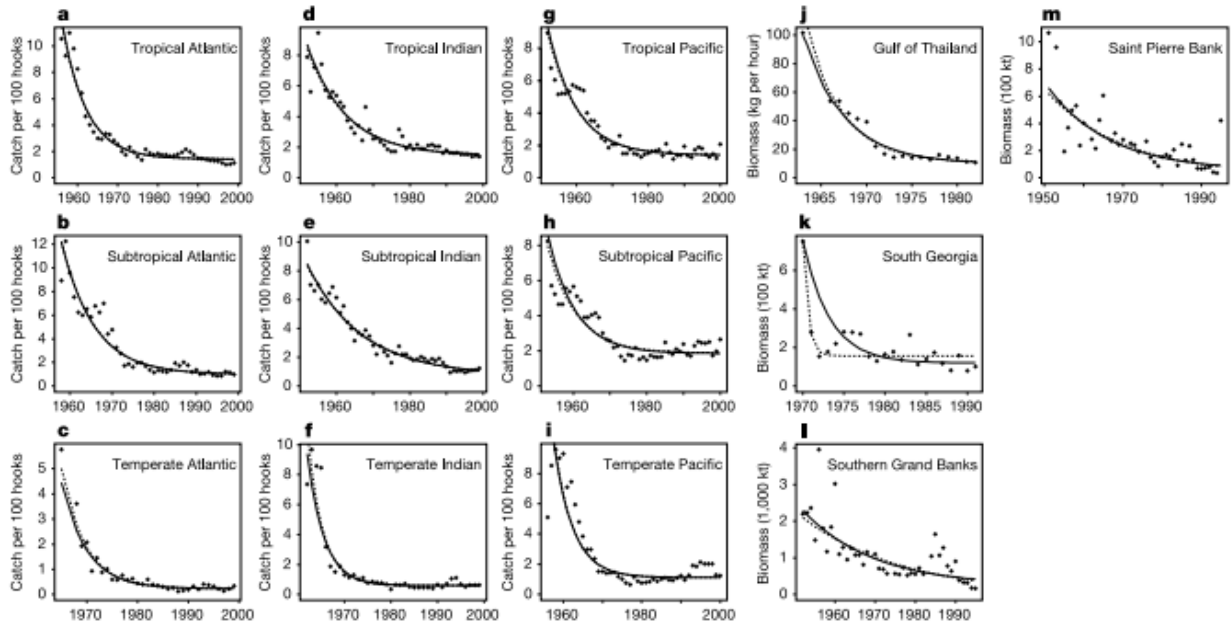 a
Tropical Atlantic
Catch per 100 hooks
10
8
6
4
2
0
1960 1970 1980 1990 2000
d
Tropical Indian
Catch per 100 hooks
10
8
6
4
2
0
1960 1980 2000
g
Tropical Pacific
Catch per 100 hooks
8
6
4
2
0
1960 1980 2000
j
Gulf of Thailand
Biomass (kg per hour)
100
80
60
40
20
0
1965 1970 1975 1980
m
Saint Pierre Bank
Biomass (100 kt)
10
8
6
4
2
0
1950 1970 1990
b
Subtropical Atlantic
Catch per 100 hooks
12
10
8
6
4
2
0
1960 1970 1980 1990 2000
e
Subtropical Indian
Catch per 100 hooks
10
8
6
4
2
0
1960 1980 2000
h
Subtropical Pacific
Catch per 100 hooks
8
6
4
2
0
1960 1980 2000
k
South Georgia
Biomass (100 kt)
6
4
2
0
1970 1975 1980 1985 1990
c
Temperate Atlantic
Catch per 100 hooks
5
4
3
2
1
0
1970 1980 1990 2000
f
Temperate Indian
Catch per 100 hooks
10
8
6
4
2
0
1970 1980 1990 2000
i
Temperate Pacific
Catch per 100 hooks
8
6
4
2
0
1960 1970 1980 1990 2000
l
Southern Grand Banks
Biomass (1,000 kt)
4
3
2
1
0
1960 1970 1980 1990